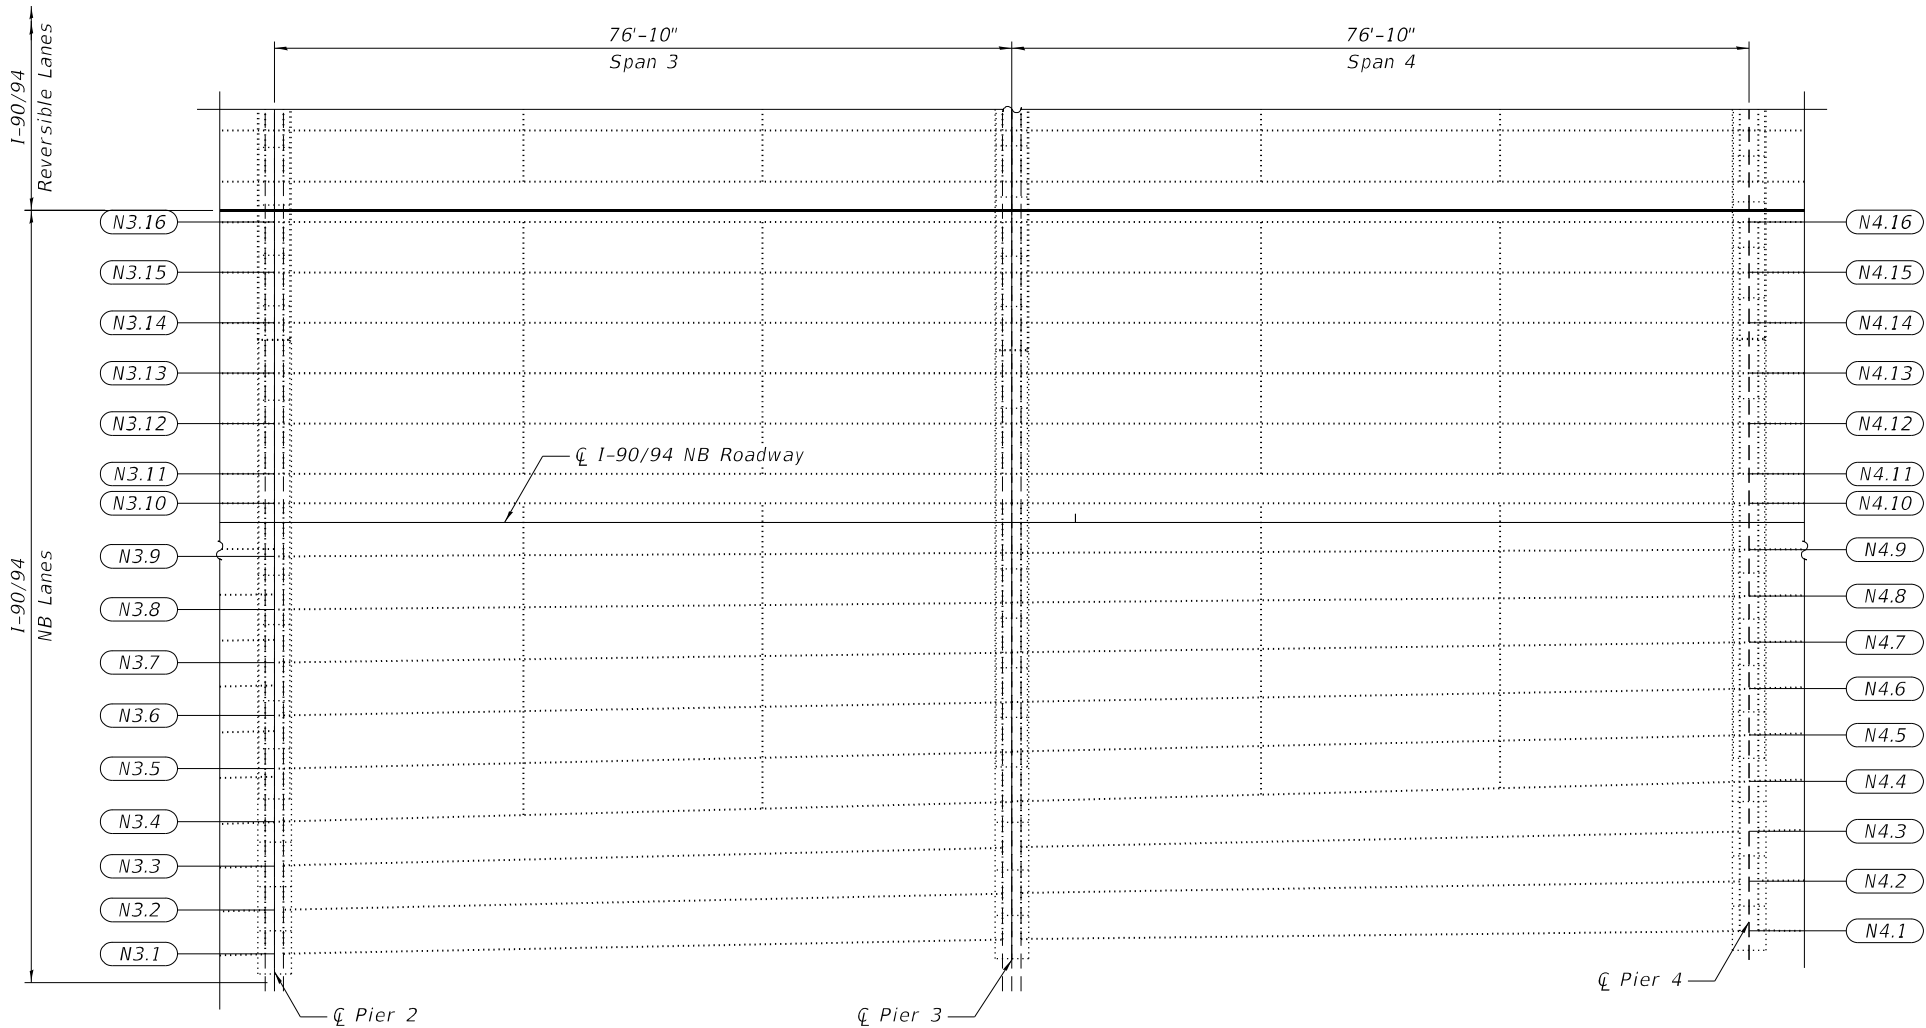 76'-10"
Span 3
76'-10"
Span 4
I-90/94
Reversible Lanes
N3.16
N3.15
N3.14
N3.13
N3.12
N3.11
N3.10
N3.9
N3.8
N3.7
N3.6
N3.5
N3.4
N3.3
N3.2
N3.1
I-90/94
NB Lanes
℄ I-90/94 NB Roadway
N4.16
N4.15
N4.14
N4.13
N4.12
N4.11
N4.10
N4.9
N4.8
N4.7
N4.6
N4.5
N4.4
N4.3
N4.2
N4.1
℄ Pier 2
℄ Pier 3
℄ Pier 4